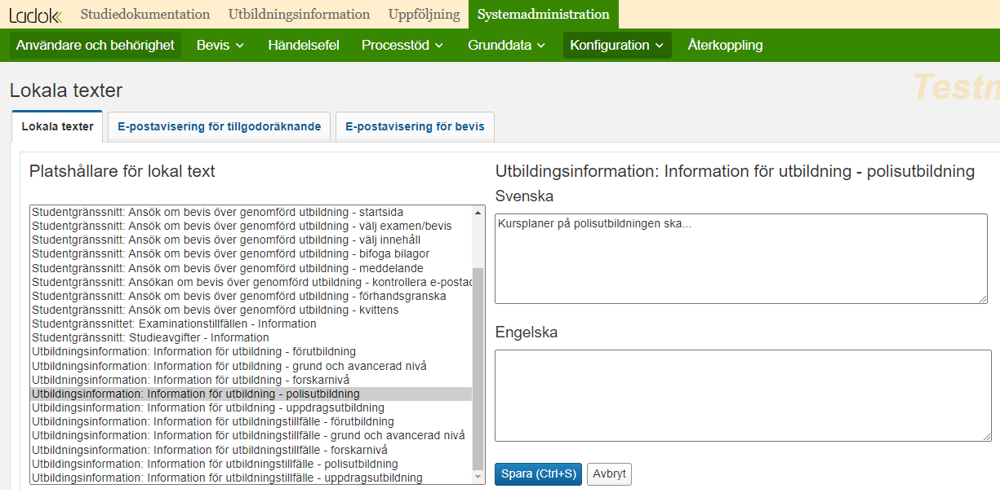 Ladok Studiedokumentation Utbildningsinformation Uppföljning Systemadministration
Användare och behörighet Bevis Händelsefel Processtöd Grunddata Konfiguration Återkoppling
Lokala texter
Testm
Lokala texter E-postavisering för tillgodoräknande E-postavisering för bevis
Platshållare för lokal text
Studentgränssnitt: Ansök om bevis över genomförd utbildning - startsida
Studentgränssnitt: Ansök om bevis över genomförd utbildning - välj examen/bevis
Studentgränssnitt: Ansök om bevis över genomförd utbildning - välj innehåll
Studentgränssnitt: Ansök om bevis över genomförd utbildning - bifoga bilagor
Studentgränssnitt: Ansök om bevis över genomförd utbildning - meddelande
Studentgränssnitt: Ansökan om bevis över genomförd utbildning - kontrollera e-postad
Studentgränssnitt: Ansök om bevis över genomförd utbildning - förhandsgranska
Studentgränssnitt: Ansök om bevis över genomförd utbildning - kvittens
Studentgränssnittet: Examinationstillfällen - Information
Studentgränssnitt: Studieavgifter - Information
Utbildningsinformation: Information för utbildning - förutbildning
Utbildningsinformation: Information för utbildning - grund och avancerad nivå
Utbildningsinformation: Information för utbildning - forskarnivå
Utbildingsinformation: Information för utbildning - polisutbildning
Utbildningsinformation: Information för utbildning - uppdragsutbildning
Utbildningsinformation: Information för utbildningstillfälle - förutbildning
Utbildningsinformation: Information för utbildningstillfälle - grund och avancerad nivå
Utbildningsinformation: Information för utbildningstillfälle - forskarnivå
Utbildningsinformation: Information för utbildningstillfälle - polisutbildning
Utbildningsinformation: Information för utbildningstillfälle - uppdragsutbildning
Utbildingsinformation: Information för utbildning - polisutbildning
Svenska
Kursplaner på polisutbildningen ska...
Engelska
Spara (Ctrl+S) Avbryt